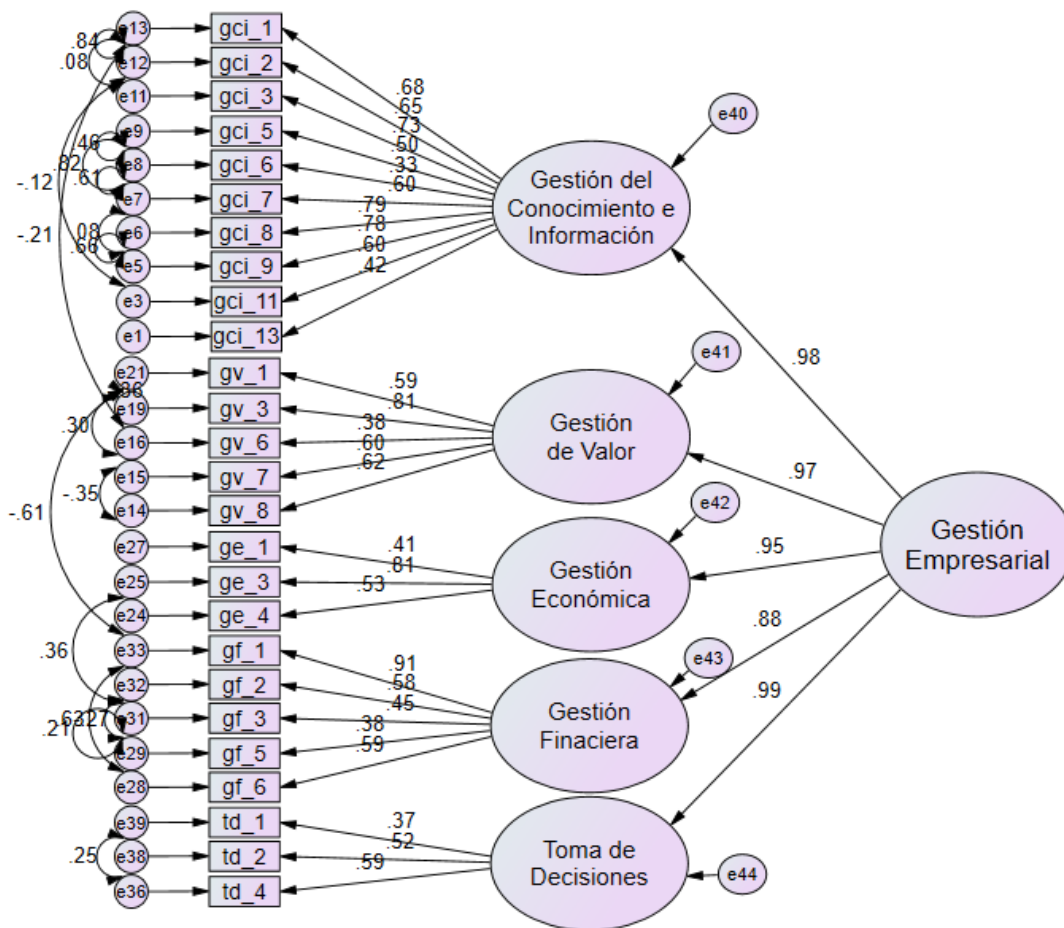 e13 gci_1
.84
e12 gci_2
.08
e11 gci_3
.68
.65
.73
e40
e9 gci_5
.46
.50
e8 gci_6
.82
.33
-.12
.61
.60
e7 gci_7
.79
Gestión del
Conocimiento e
Información
e6 gci_8
.08
.78
-.21
.66
.60
e5 gci_9
.42
e3 gci_11
e1 gci_13
e41
.98
e21 gv_1
.59
.86
.81
e19 gv_3
.30
.38
Gestión
de Valor
e16 gv_6
.60
e15 gv_7
.62
.97
-.35
e14 gv_8
-.61
e42
e27 ge_1
.41
.81
.95
Gestión
Empresarial
e25 ge_3
.53
Gestión
Económica
e24 ge_4
.88
e33 gf_1
.36
e43
e32 gf_2
.91
.58
.99
.45
e31 gf_3
.63
.27
.21
.38
Gestión
Finaciera
e29 gf_5
.59
e28 gf_6
e39 td_1
.37
.52
e38 td_2
.25
.59
Toma de
Decisiones
e44
e36 td_4